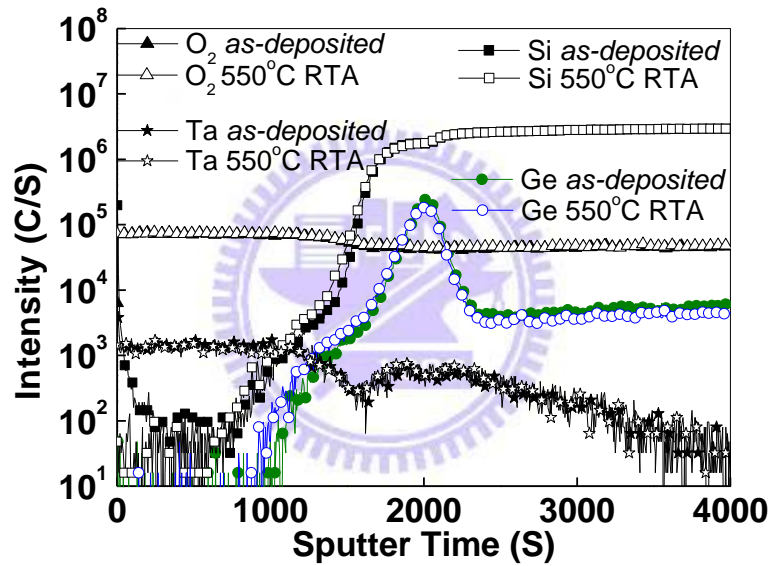 10^8
O_2 as-deposited
Si as-deposited
O_2 550°C RTA
Si 550°C RTA
10^7
Ta as-deposited
Ta 550°C RTA
10^6
Ge as-deposited
Ge 550°C RTA
10^5
10^4
10^3
10^2
10^1
Intensity (C/S)
0 1000 2000 3000 4000
Sputter Time (S)